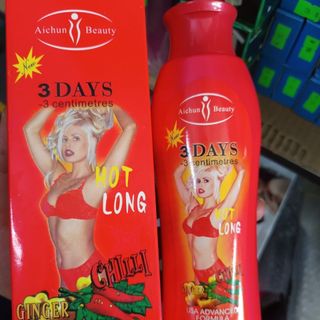 Aichun Beauty
New
3 DAYS
-3 centimetres
HOT
LONG
CHILLI
GINGER
Aichun Beauty
3 DAYS
-3 centimetres
HOT
LONG
USA ADVANCED
FORMULA